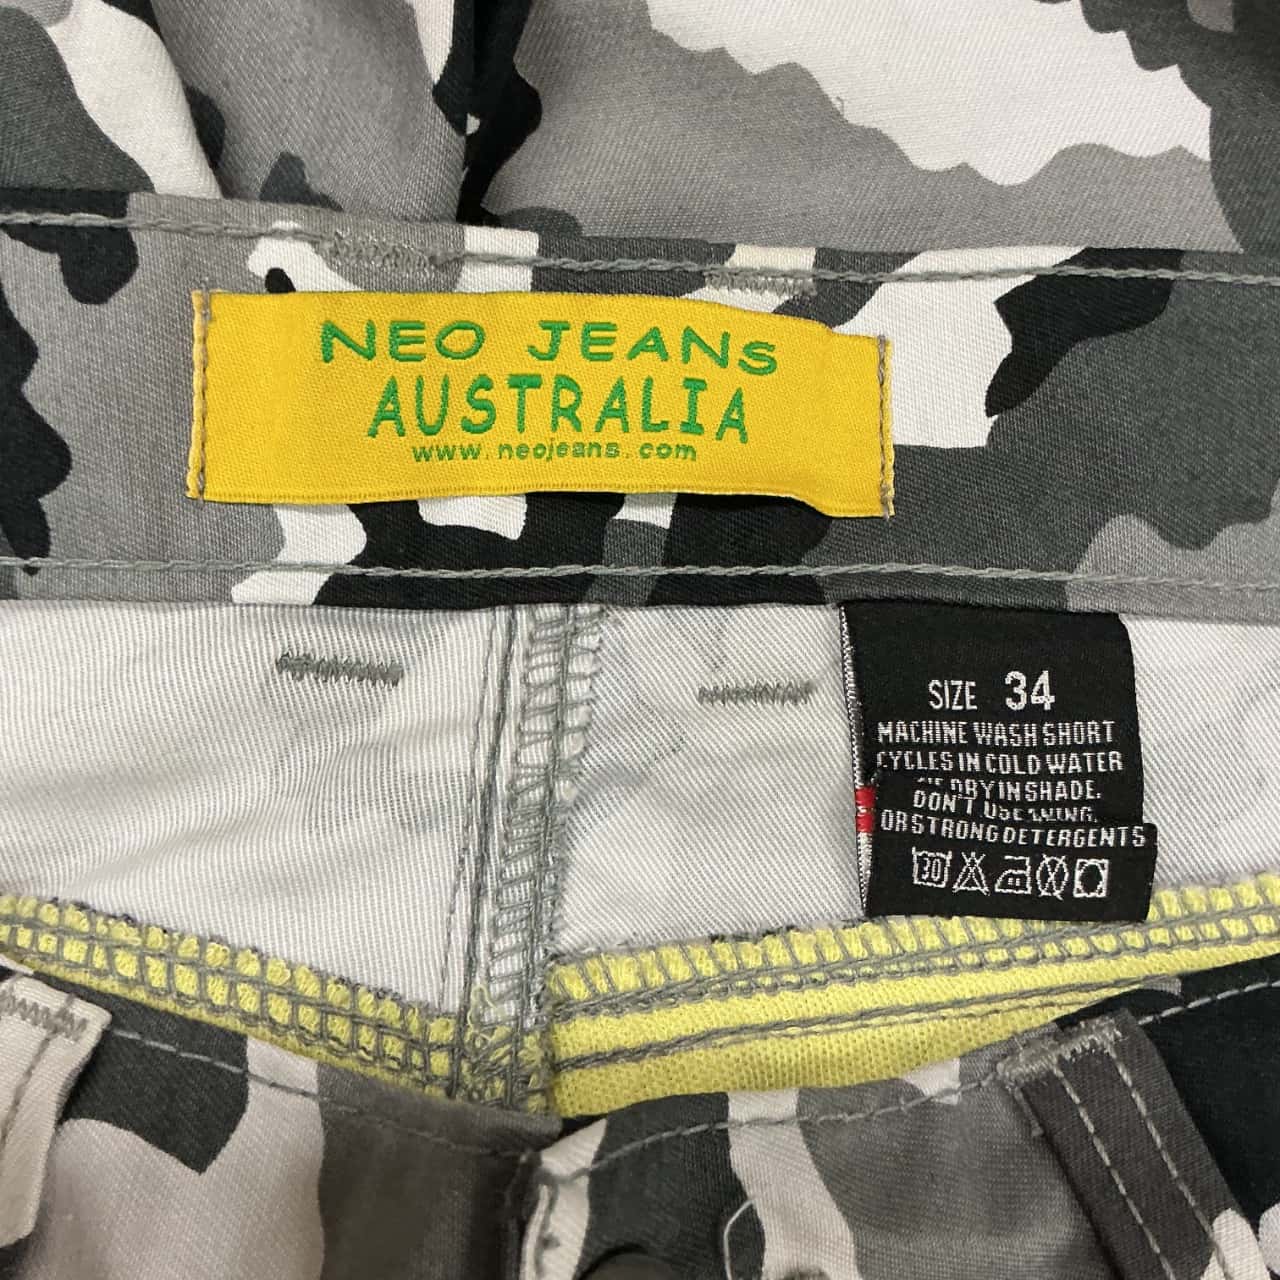 NEO JEANS
AUSTRALIA
www.neojeans.com
SIZE 34
MACHINE WASH SHORT
CYCLES IN COLD WATER
DRY IN SHADE.
DON'T USE
OR STRONG DETERGENTS
30